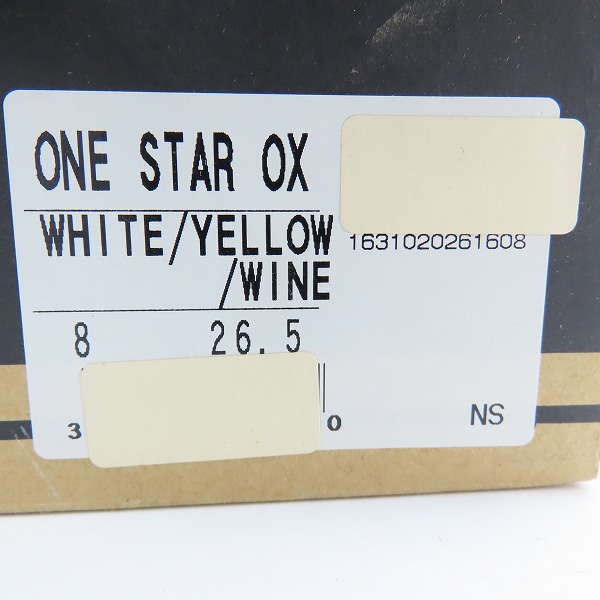 ONE STAR OX
WHITE/YELLOW
/WINE
1631020261608
8 26.5
3 0
NS